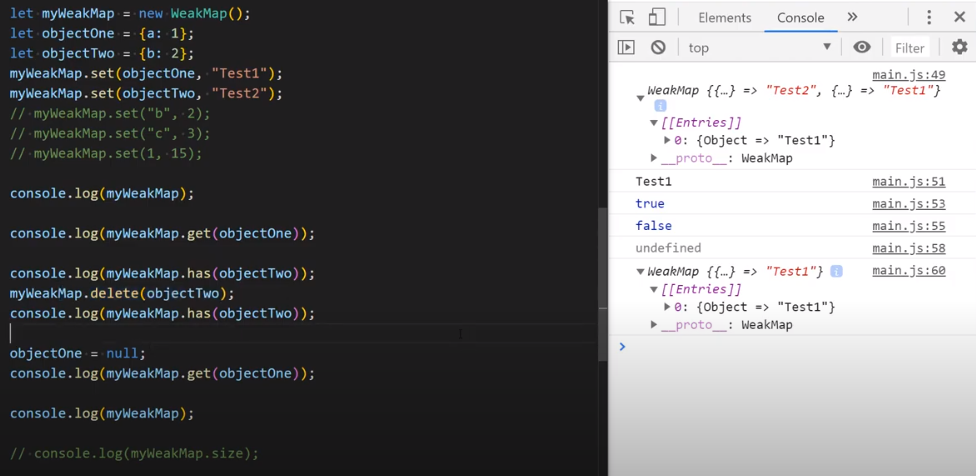 let myWeakMap = new WeakMap();
let objectOne = {a: 1};
let objectTwo = {b: 2};
myWeakMap.set(objectOne, "Test1");
myWeakMap.set(objectTwo, "Test2");
// myWeakMap.set("b", 2);
// myWeakMap.set("c", 3);
// myWeakMap.set(1, 15);
console.log(myWeakMap);
console.log(myWeakMap.get(objectOne));
console.log(myWeakMap.has(objectTwo));
myWeakMap.delete(objectTwo);
console.log(myWeakMap.has(objectTwo));
objectOne = null;
console.log(myWeakMap.get(objectOne));
console.log(myWeakMap);
// console.log(myWeakMap.size);
Elements Console »
top Filter
main.js:49
WeakMap {{…} => "Test2", {…} => "Test1"}
i
[[Entries]]
0: {Object => "Test1"}
__proto__: WeakMap
Test1 main.js:51
true main.js:53
false main.js:55
undefined main.js:58
WeakMap {{…} => "Test1"} i main.js:60
[[Entries]]
0: {Object => "Test1"}
__proto__: WeakMap